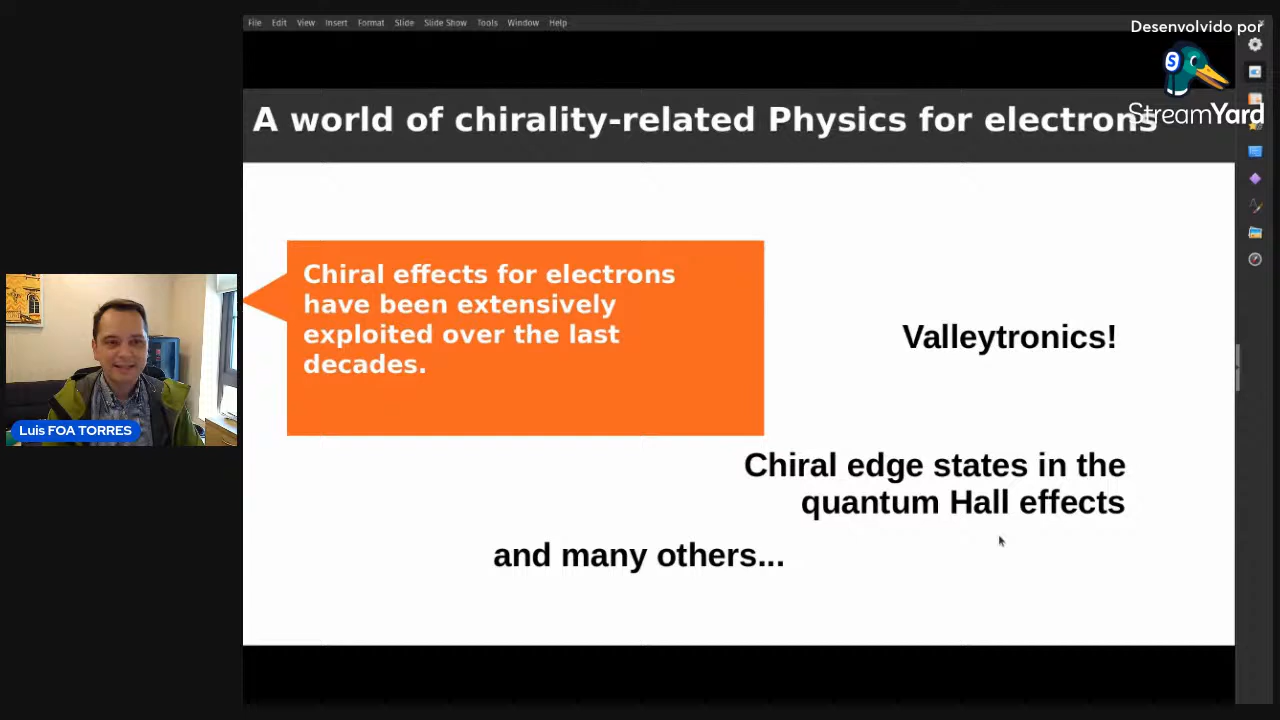 File Edit View Insert Format Slide Slide Show Tools Window Help
Desenvolvido por
StreamYard
A world of chirality-related Physics for electrons
Chiral effects for electrons
have been extensively
exploited over the last
decades.
Valleytronics!
Luis FOA TORRES
Chiral edge states in the
quantum Hall effects
and many others...